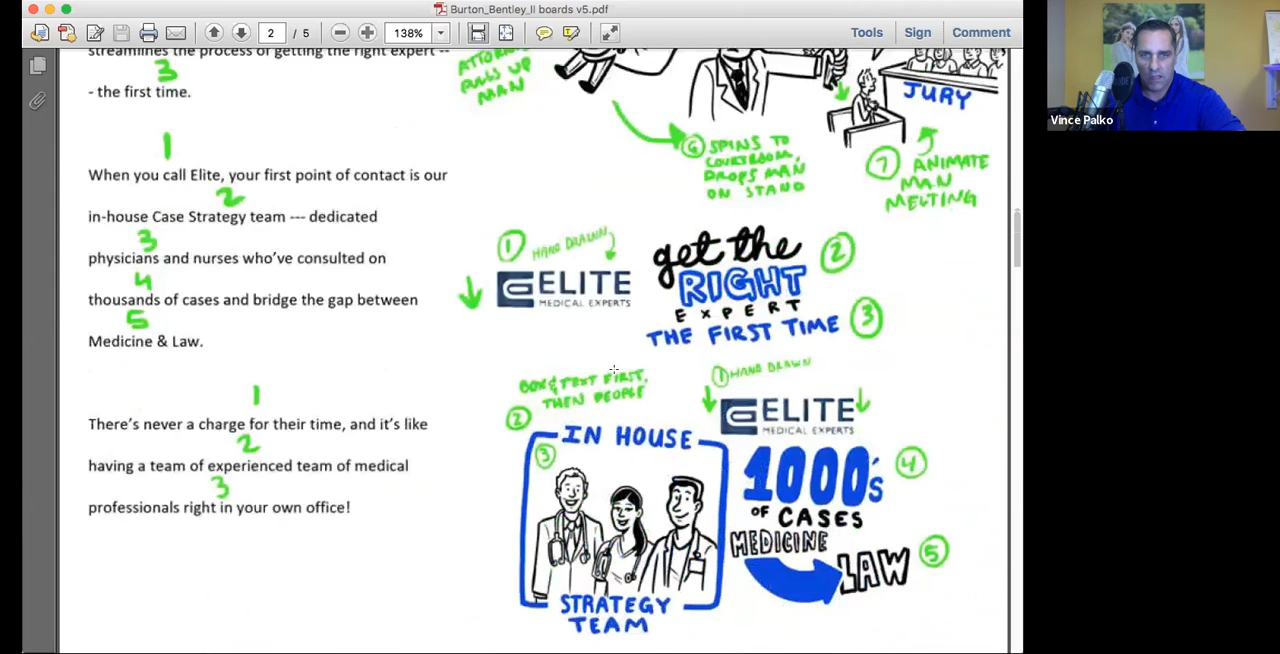 Burton_Bentley_II boards v5.pdf
2 / 5
138%
Tools
Sign
Comment
streamlines the process of getting the right expert --
3
- the first time.
1
When you call Elite, your first point of contact is our
2
in-house Case Strategy team --- dedicated
3
physicians and nurses who've consulted on
4
thousands of cases and bridge the gap between
5
Medicine & Law.
1
There's never a charge for their time, and it's like
2
having a team of experienced team of medical
3
professionals right in your own office!
ATTORNEY
PULLS UP
MAN
JURY
6 SPINS TO
COURTROOM,
DROPS MAN
ON STAND
7 ANIMATE
MAN
MELTING
1 HAND DRAWN
ELITE
MEDICAL EXPERTS
get the 2
RIGHT
EXPERT
THE FIRST TIME 3
BOX & TEXT FIRST,
THEN PEOPLE
2
IN HOUSE
3
STRATEGY
TEAM
1 HAND DRAWN
ELITE
MEDICAL EXPERTS
1000's 4
OF CASES
MEDICINE
LAW 5
Vince Palko